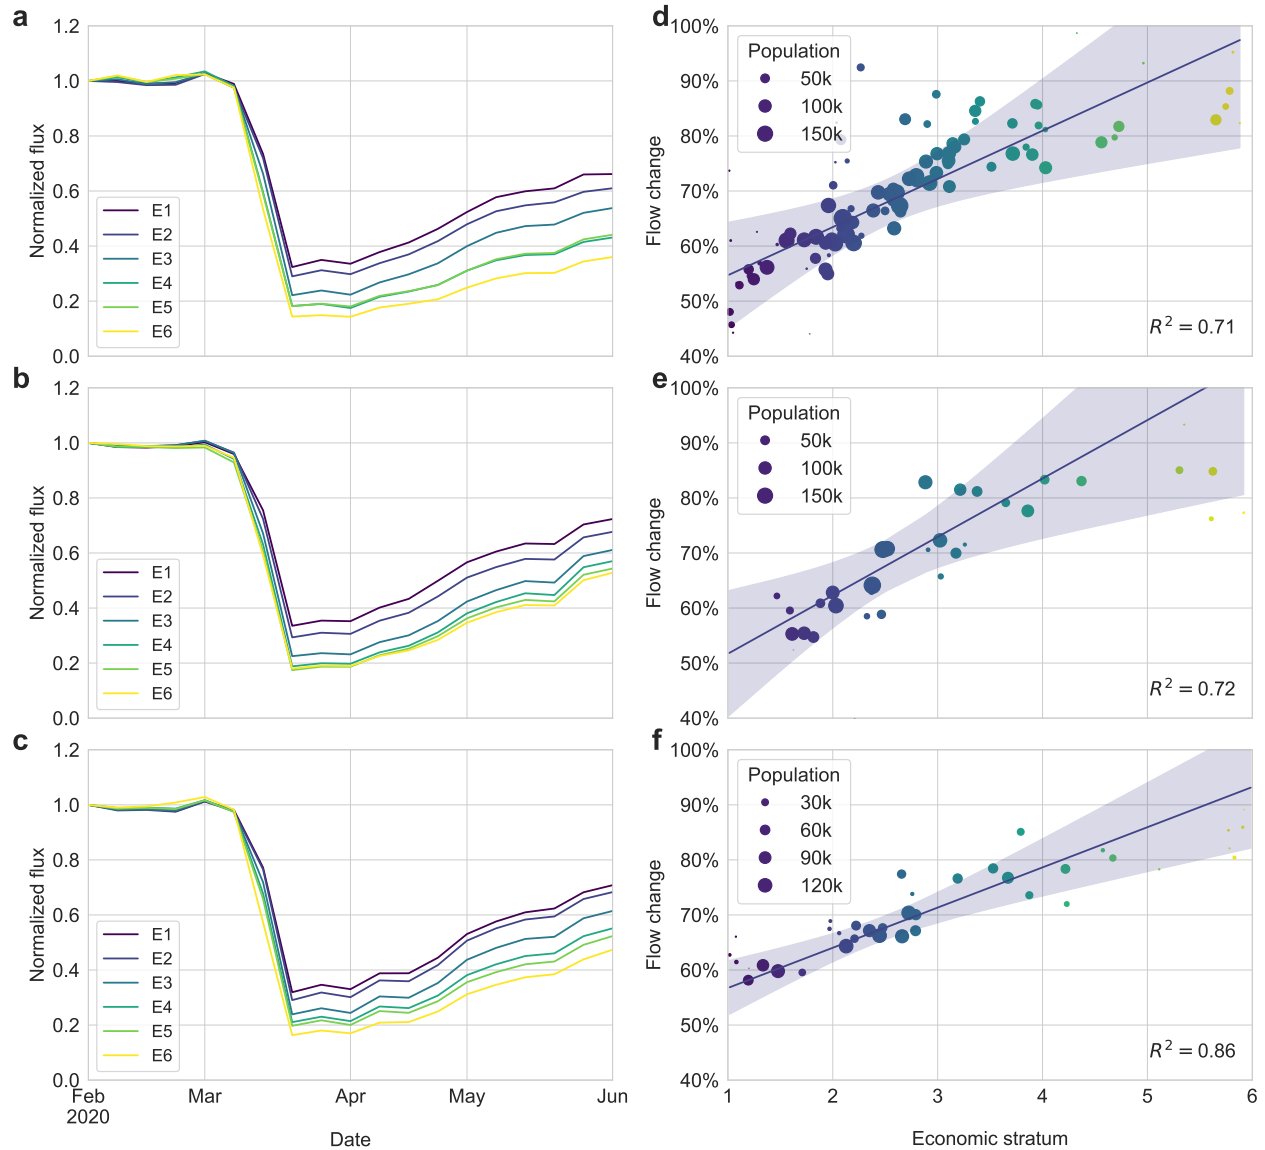 a
1.2
1.0
0.8
0.6
0.4
0.2
0.0
Normalized flux
E1
E2
E3
E4
E5
E6
d
100%
90%
80%
70%
60%
50%
40%
Flow change
Population
50k
100k
150k
R² = 0.71
b
1.2
1.0
0.8
0.6
0.4
0.2
0.0
Normalized flux
E1
E2
E3
E4
E5
E6
e
100%
90%
80%
70%
60%
50%
40%
Flow change
Population
50k
100k
150k
R² = 0.72
c
1.2
1.0
0.8
0.6
0.4
0.2
0.0
Normalized flux
E1
E2
E3
E4
E5
E6
Feb Mar Apr May Jun
2020
Date
f
100%
90%
80%
70%
60%
50%
40%
Flow change
Population
30k
60k
90k
120k
R² = 0.86
1 2 3 4 5 6
Economic stratum